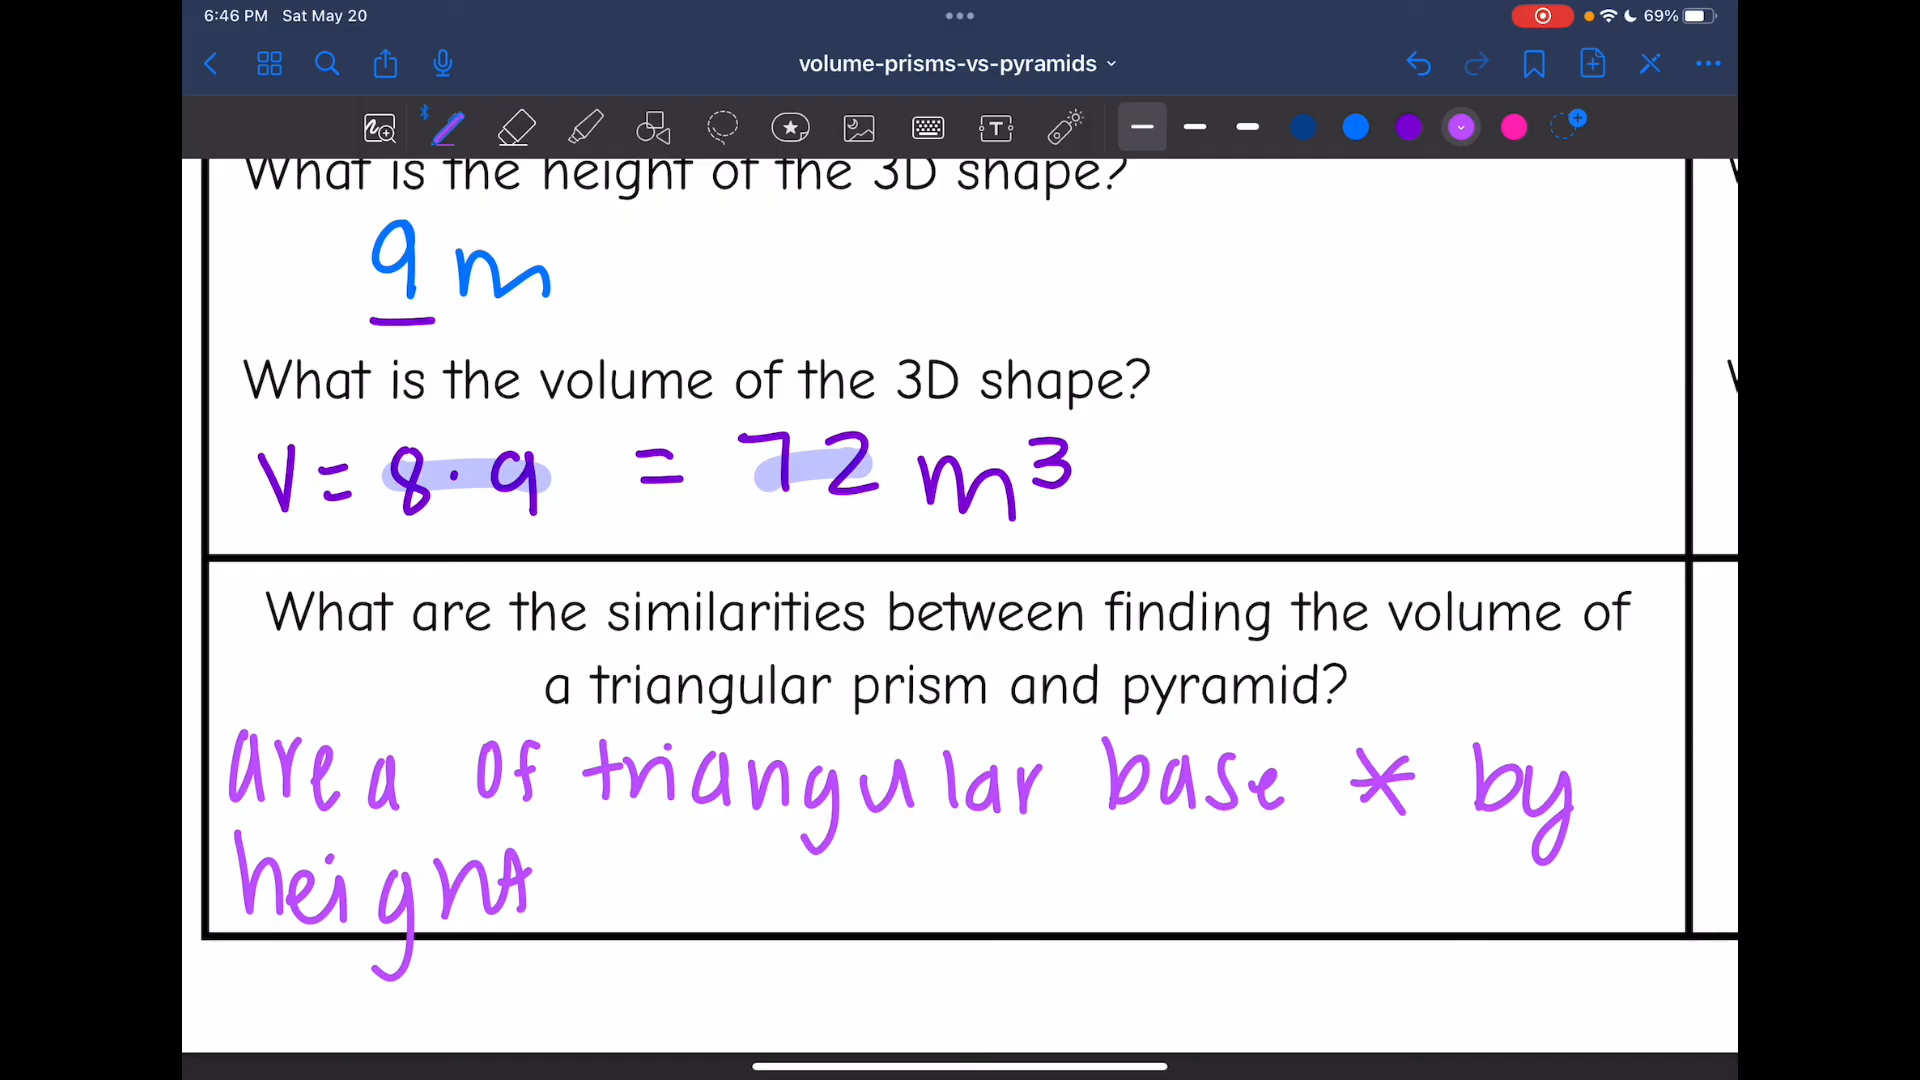 6:46 PM Sat May 20
69%
volume-prisms-vs-pyramids
T
What is the height of the 3D shape?
9 m
What is the volume of the 3D shape?
V = 8 · 9 = 72 m³
What are the similarities between finding the volume of
a triangular prism and pyramid?
area of triangular base * by
height